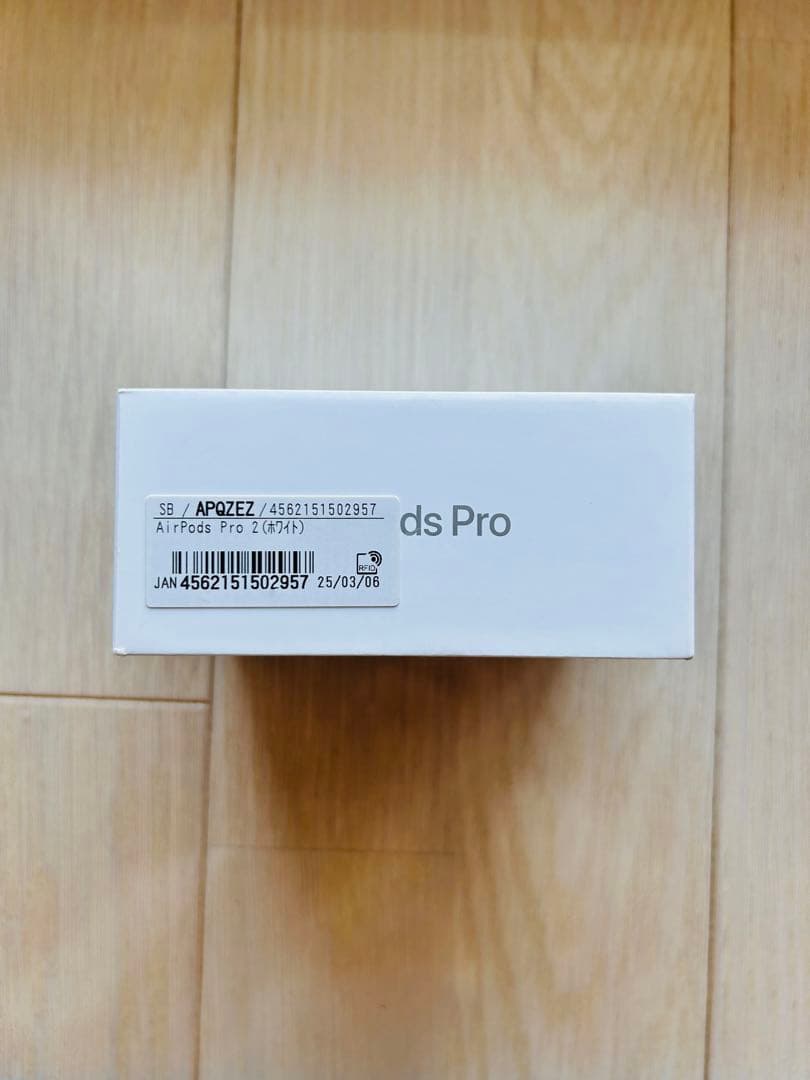 SB / APQZEZ / 4562151502957
AirPods Pro 2(ﾎﾜｲﾄ)
ds Pro
RFID
JAN 4562151502957 25/03/06